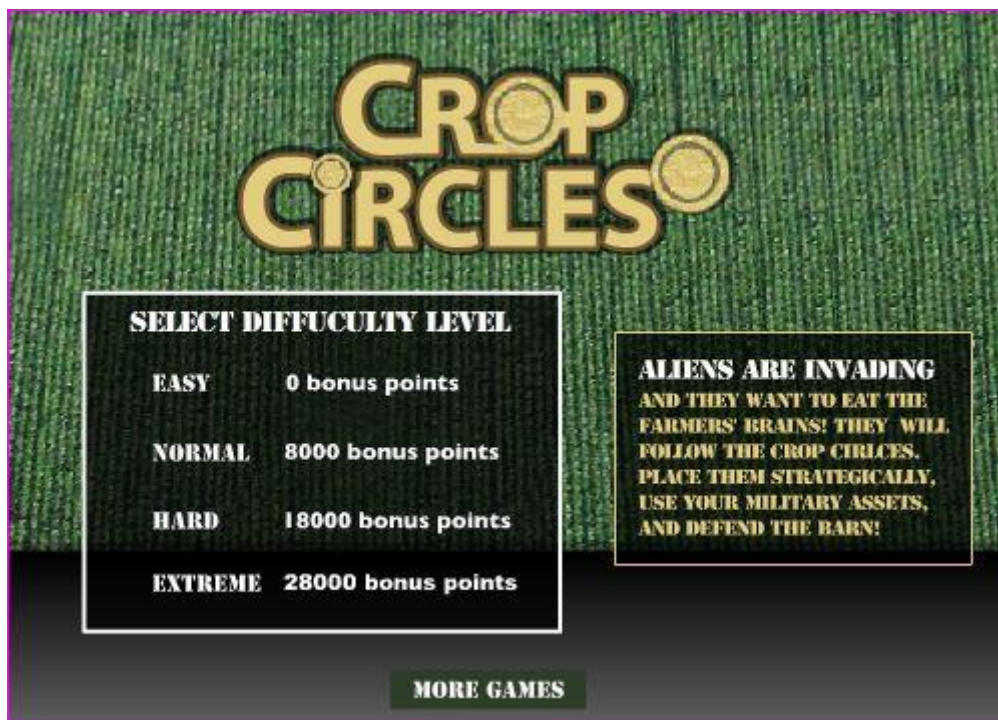 CROP
CIRCLES
SELECT DIFFUCULTY LEVEL
EASY 0 bonus points
NORMAL 8000 bonus points
HARD 18000 bonus points
EXTREME 28000 bonus points
ALIENS ARE INVADING
AND THEY WANT TO EAT THE
FARMERS' BRAINS! THEY WILL
FOLLOW THE CROP CIRLCES.
PLACE THEM STRATEGICALLY,
USE YOUR MILITARY ASSETS,
AND DEFEND THE BARN!
MORE GAMES